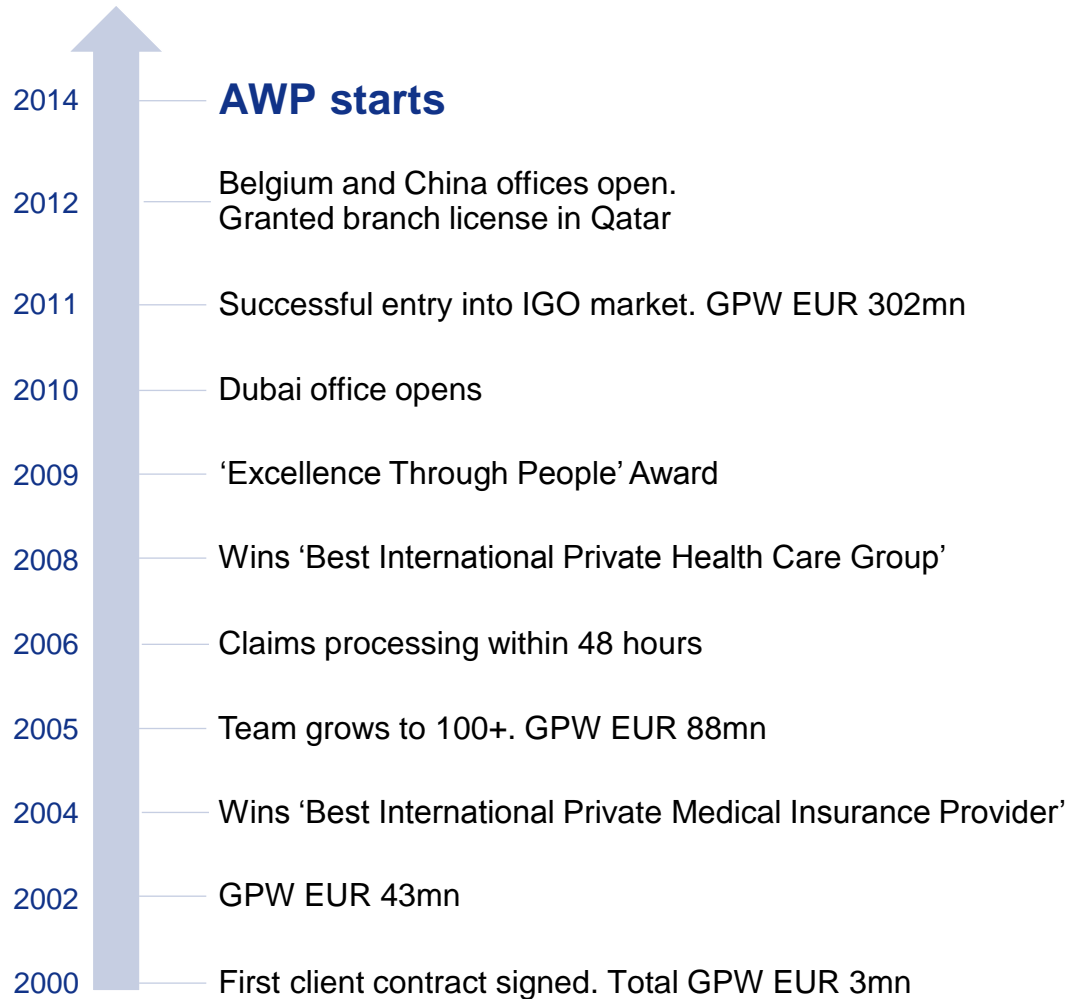 2014 AWP starts
2012 Belgium and China offices open.
Granted branch license in Qatar
2011 Successful entry into IGO market. GPW EUR 302mn
2010 Dubai office opens
2009 ‘Excellence Through People’ Award
2008 Wins ‘Best International Private Health Care Group’
2006 Claims processing within 48 hours
2005 Team grows to 100+. GPW EUR 88mn
2004 Wins ‘Best International Private Medical Insurance Provider’
2002 GPW EUR 43mn
2000 First client contract signed. Total GPW EUR 3mn